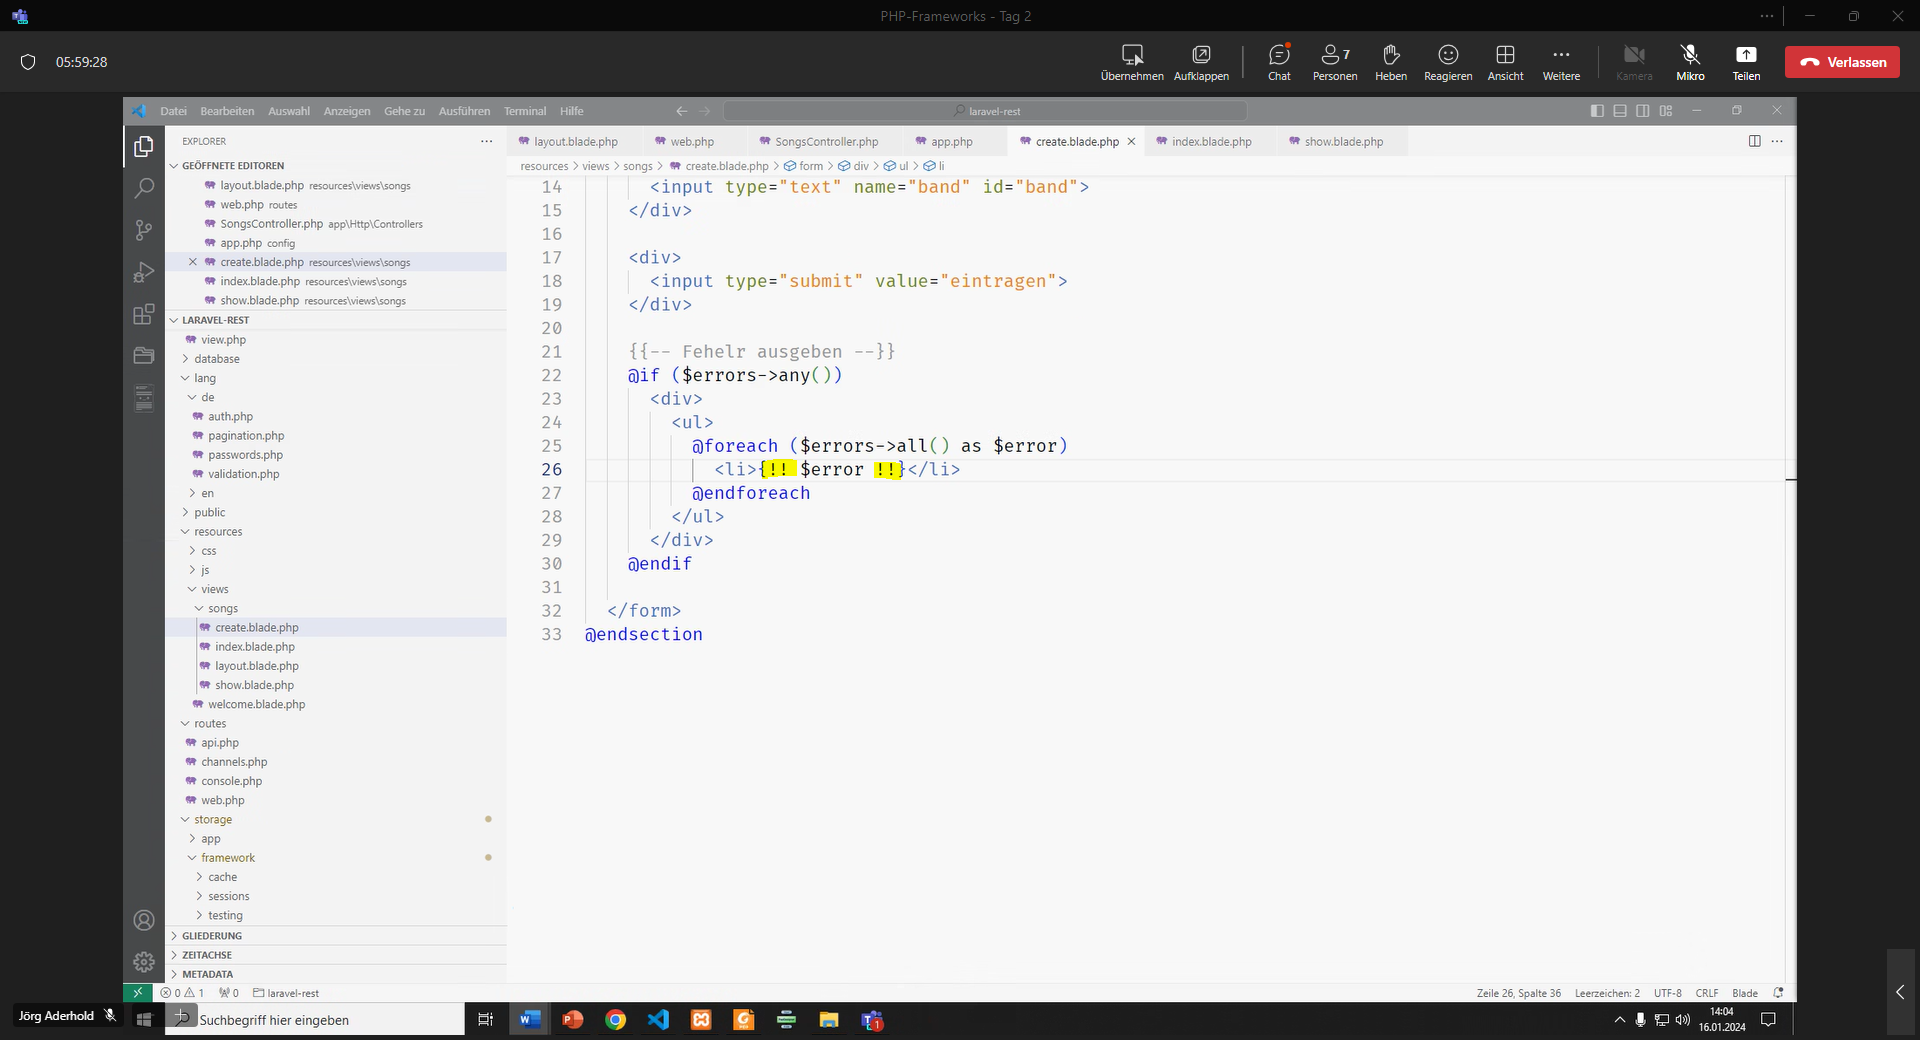 PHP-Frameworks - Tag 2
05:59:28
Übernehmen
Aufklappen
Chat
7
Personen
Heben
Reagieren
Ansicht
Weitere
Kamera
Mikro
Teilen
Verlassen
Datei Bearbeiten Auswahl Anzeigen Gehe zu Ausführen Terminal Hilfe
laravel-rest
EXPLORER
layout.blade.php
web.php
SongsController.php
app.php
create.blade.php
index.blade.php
show.blade.php
GEÖFFNETE EDITOREN
layout.blade.php resources\views\songs
web.php routes
SongsController.php app\Http\Controllers
app.php config
create.blade.php resources\views\songs
index.blade.php resources\views\songs
show.blade.php resources\views\songs
LARAVEL-REST
view.php
database
lang
de
auth.php
pagination.php
passwords.php
validation.php
en
public
resources
css
js
views
songs
create.blade.php
index.blade.php
layout.blade.php
show.blade.php
welcome.blade.php
routes
api.php
channels.php
console.php
web.php
storage
app
framework
cache
sessions
testing
GLIEDERUNG
ZEITACHSE
METADATA
resources > views > songs > create.blade.php > form > div > ul > li
14 <input type="text" name="band" id="band">
15 </div>
16
17 <div>
18 <input type="submit" value="eintragen">
19 </div>
20
21 {{-- Fehelr ausgeben --}}
22 @if ($errors->any())
23 <div>
24 <ul>
25 @foreach ($errors->all() as $error)
26 <li>{!! $error !!}</li>
27 @endforeach
28 </ul>
29 </div>
30 @endif
31
32 </form>
33 @endsection
0 1 0 laravel-rest
Zeile 26, Spalte 36 Leerzeichen: 2 UTF-8 CRLF Blade
Jörg Aderhold
Suchbegriff hier eingeben
1
14:04
16.01.2024